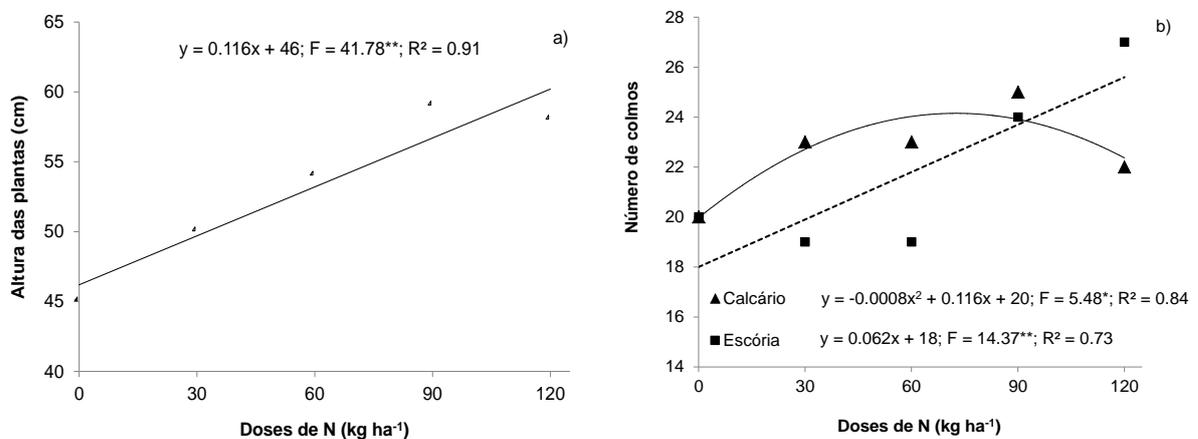 65
60
55
50
45
40
Altura das plantas (cm)
y = 0.116x + 46; F = 41.78**; R² = 0.91
a)
0 30 60 90 120
Doses de N (kg ha⁻¹)
28
26
24
22
20
18
16
14
Número de colmos
b)
Calcário y = -0.0008x² + 0.116x + 20; F = 5.48*; R² = 0.84
Escória y = 0.062x + 18; F = 14.37**; R² = 0.73
0 30 60 90 120
Doses de N (kg ha⁻¹)